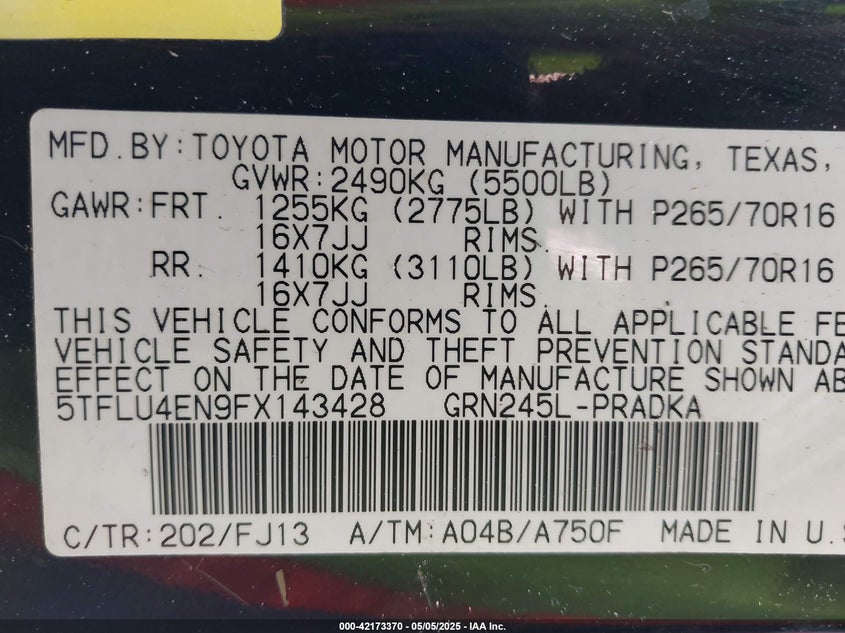 MFD.BY:TOYOTA MOTOR MANUFACTURING, TEXAS,
GVWR:2490KG (5500LB)
GAWR:FRT. 1255KG (2775LB) WITH P265/70R16
16X7JJ RIMS.
RR. 1410KG (3110LB) WITH P265/70R16
16X7JJ RIMS.
THIS VEHICLE CONFORMS TO ALL APPLICABLE FE
VEHICLE SAFETY AND THEFT PREVENTION STANDA
EFFECT ON THE DATE OF MANUFACTURE SHOWN AB
5TFLU4EN9FX143428 GRN245L-PRADKA
C/TR:202/FJ13 A/TM:A04B/A750F MADE IN U.S
000-42173370 - 05/05/2025 - IAA Inc.